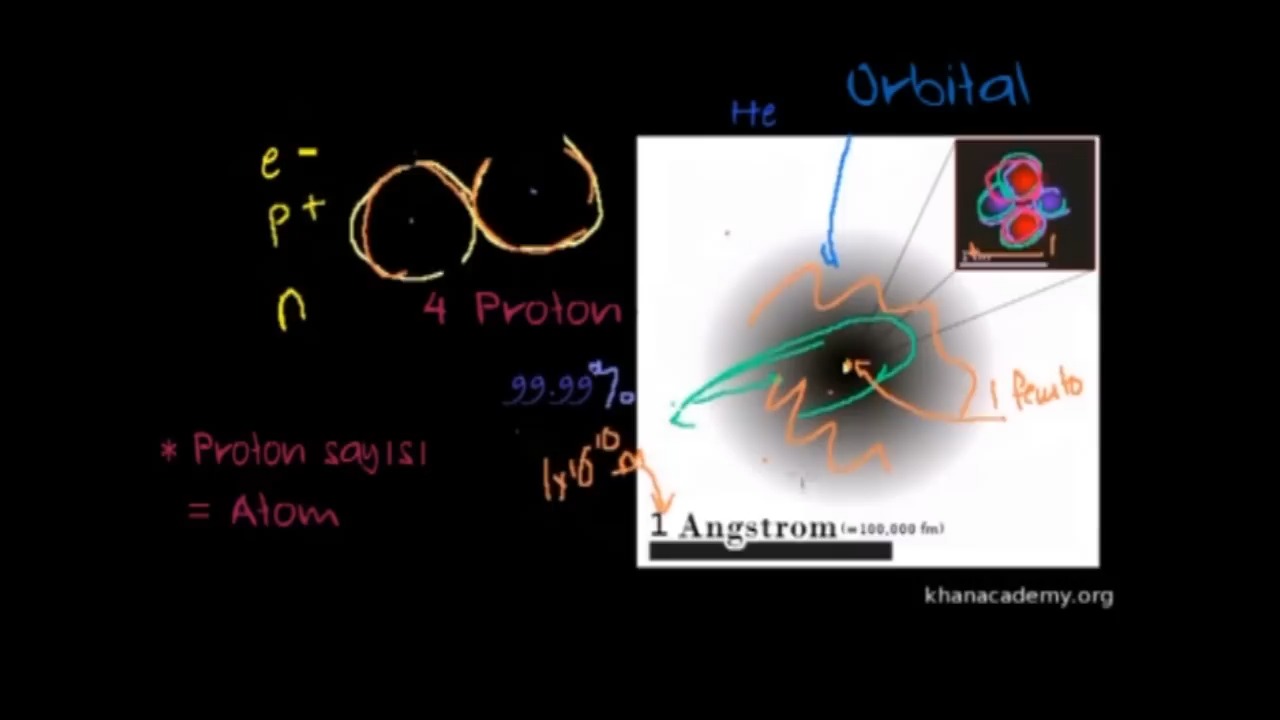 Orbital
He
e -
p +
n
4 Proton
99.99%
1 femto
* Proton sayısı
= Atom
1x10^10
1 Angstrom (=100,000 fm)
khanacademy.org